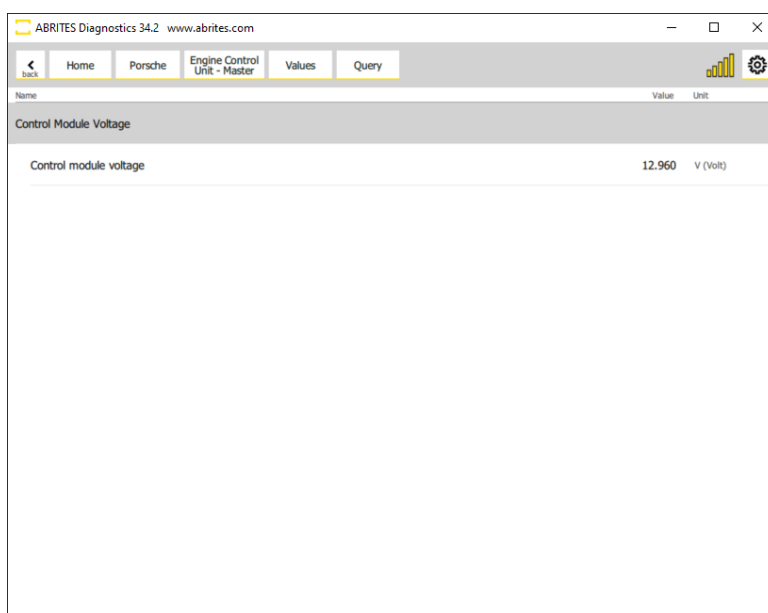 ABRITES Diagnostics 34.2 www.abrites.com
back
Home
Porsche
Engine Control
Unit - Master
Values
Query
Name Value Unit
Control Module Voltage
Control module voltage 12.960 V (Volt)